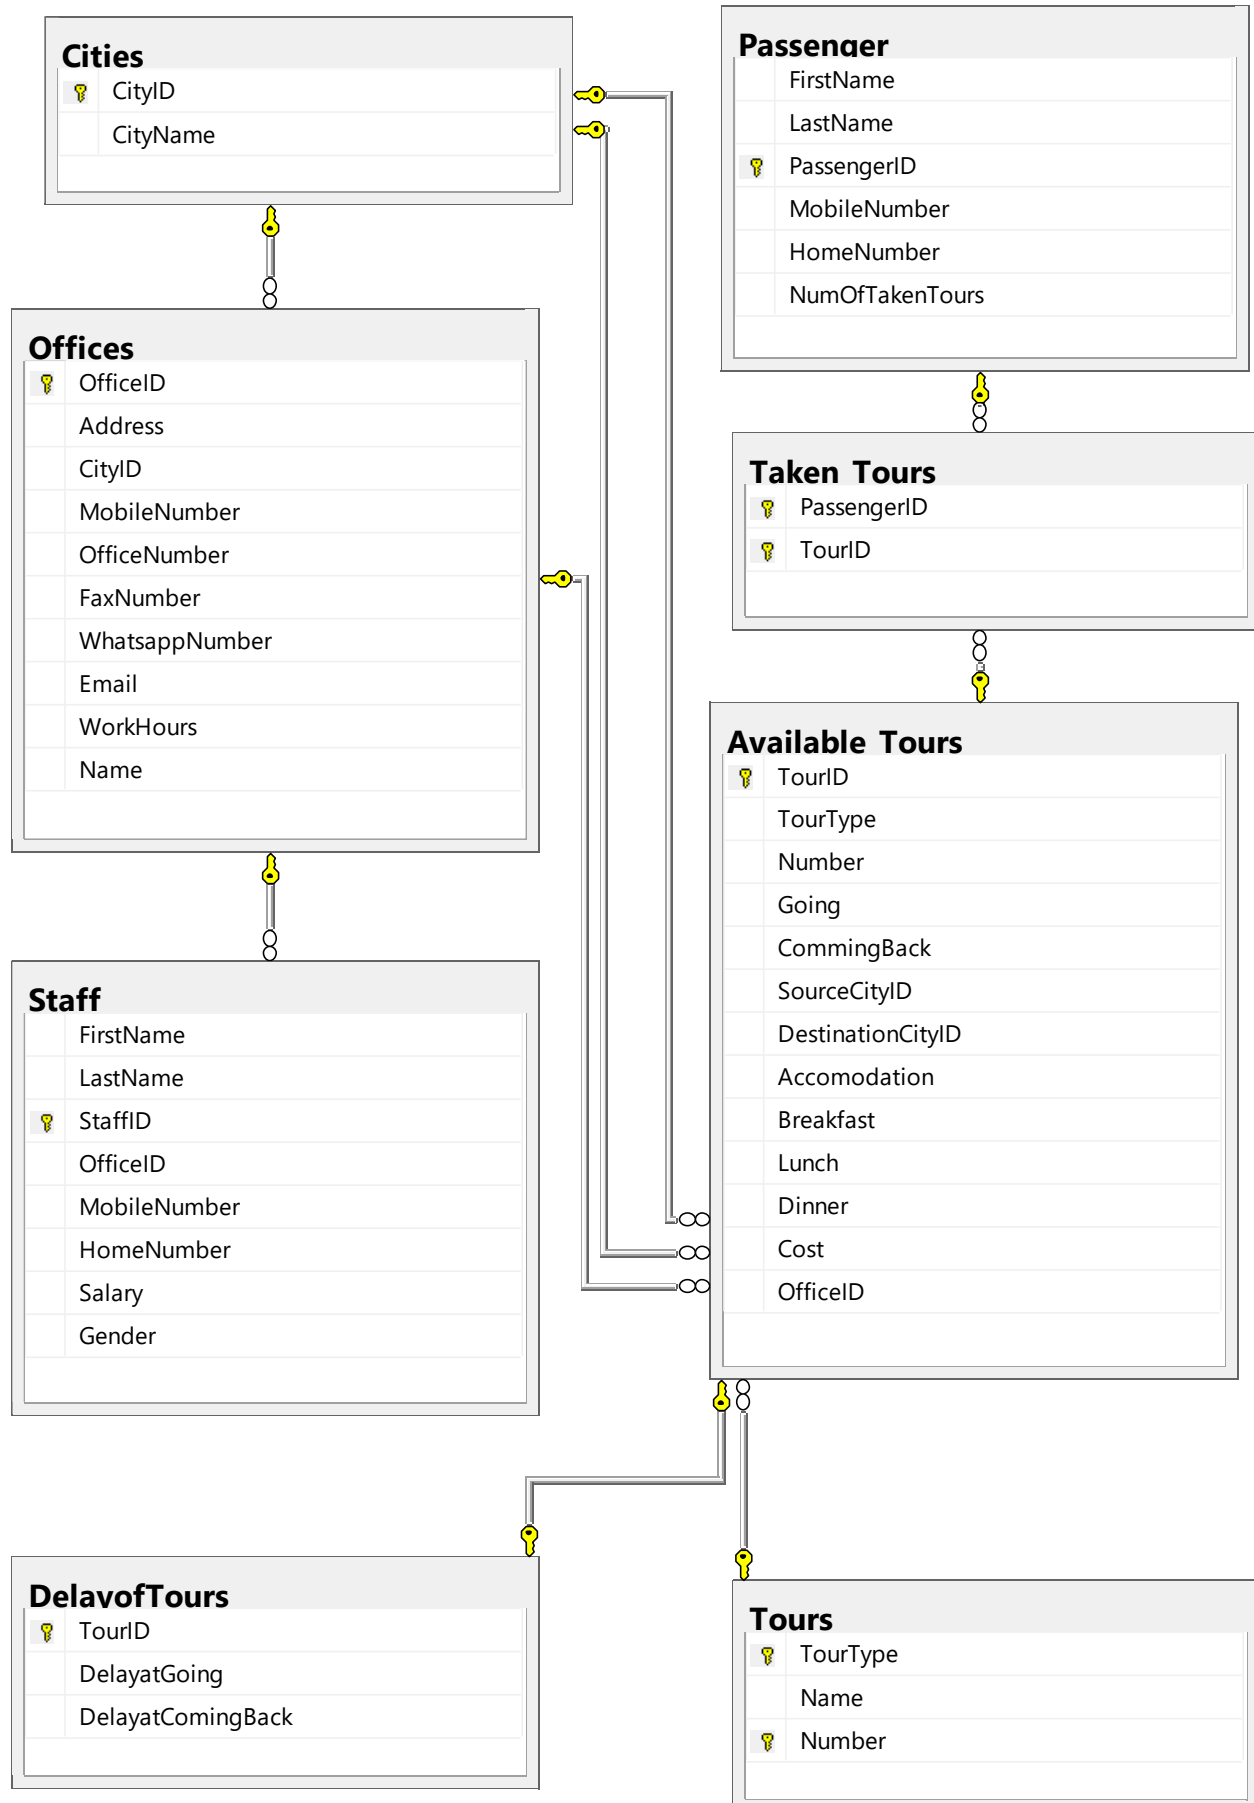 Cities
CityID
CityName
Passenger
FirstName
LastName
PassengerID
MobileNumber
HomeNumber
NumOfTakenTours
Offices
OfficeID
Address
CityID
MobileNumber
OfficeNumber
FaxNumber
WhatsappNumber
Email
WorkHours
Name
Taken Tours
PassengerID
TourID
Available Tours
TourID
TourType
Number
Going
CommingBack
SourceCityID
DestinationCityID
Accomodation
Breakfast
Lunch
Dinner
Cost
OfficeID
Staff
FirstName
LastName
StaffID
OfficeID
MobileNumber
HomeNumber
Salary
Gender
DelayofTours
TourID
DelayatGoing
DelayatComingBack
Tours
TourType
Name
Number